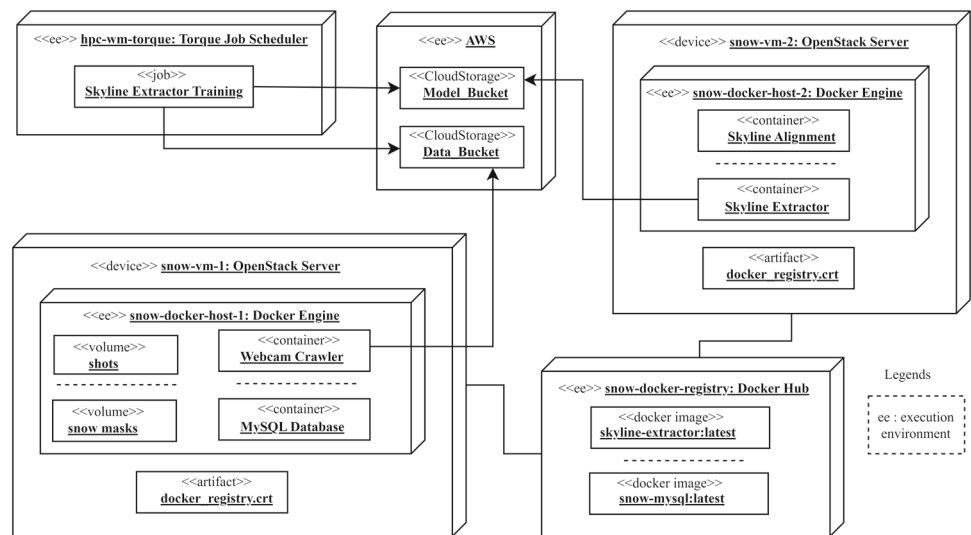 <<ee>> hpc-wm-torque: Torque Job Scheduler
<<job>>
Skyline Extractor Training
<<ee>> AWS
<<CloudStorage>>
Model_Bucket
<<CloudStorage>>
Data_Bucket
<<device>> snow-vm-2: OpenStack Server
<<ee>> snow-docker-host-2: Docker Engine
<<container>>
Skyline Alignment
<<container>>
Skyline Extractor
<<artifact>>
docker_registry.crt
<<device>> snow-vm-1: OpenStack Server
<<ee>> snow-docker-host-1: Docker Engine
<<volume>>
shots
<<container>>
Webcam Crawler
<<volume>>
snow masks
<<container>>
MySQL Database
<<artifact>>
docker_registry.crt
<<ee>> snow-docker-registry: Docker Hub
<<docker image>>
skyline-extractor:latest
<<docker image>>
snow-mysql:latest
Legends
ee : execution
environment